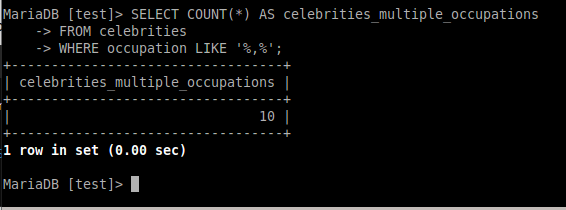 MariaDB [test]> SELECT COUNT(*) AS celebrities_multiple_occupations
    -> FROM celebrities
    -> WHERE occupation LIKE '%,%';
+----------------------------------+
| celebrities_multiple_occupations |
+----------------------------------+
|                               10 |
+----------------------------------+
1 row in set (0.00 sec)
MariaDB [test]>